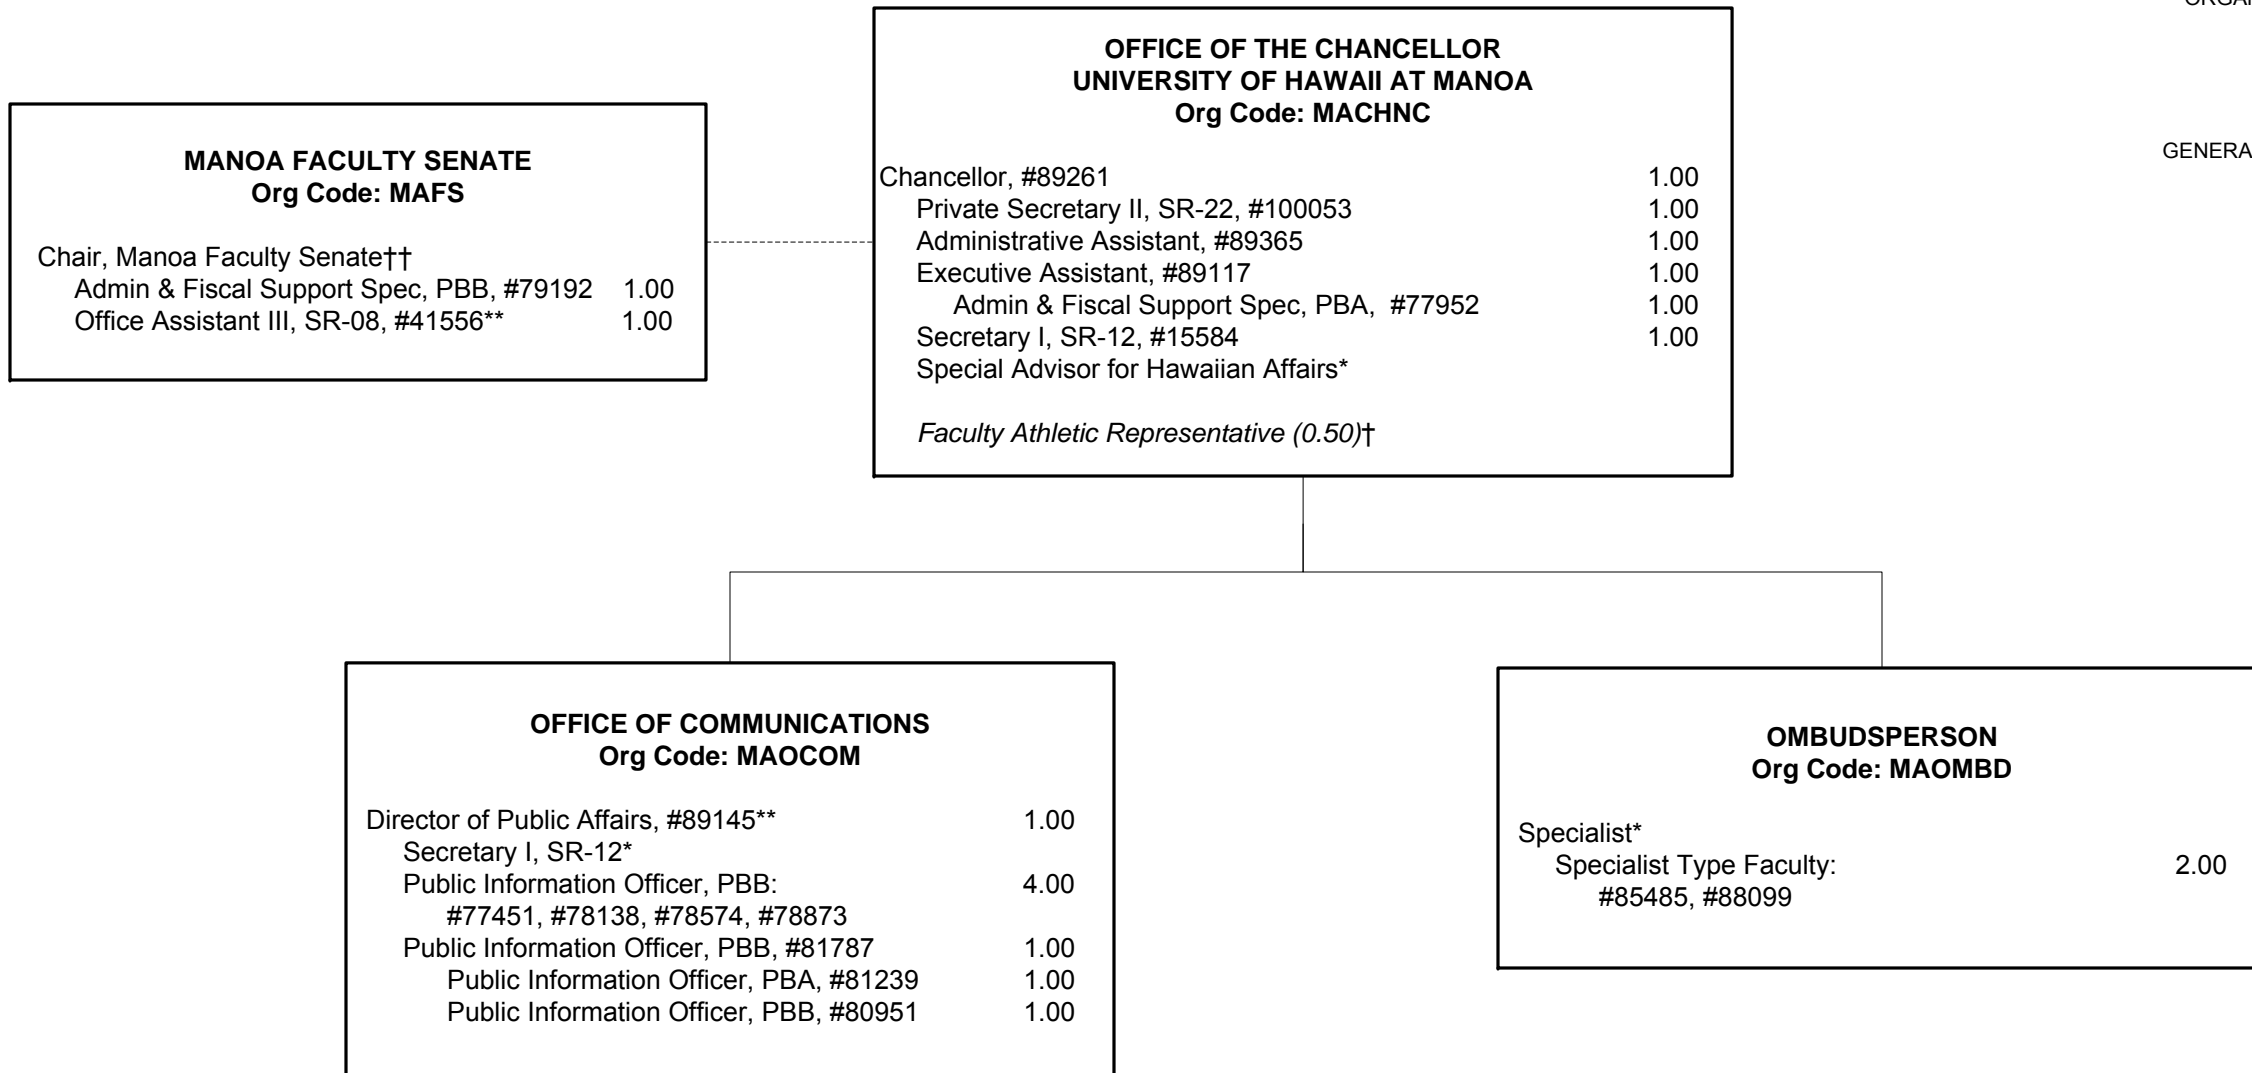 OFFICE OF THE CHANCELLOR
UNIVERSITY OF HAWAII AT MANOA
Org Code: MACHNC
Chancellor, #89261 1.00
Private Secretary II, SR-22, #100053 1.00
Administrative Assistant, #89365 1.00
Executive Assistant, #89117 1.00
Admin & Fiscal Support Spec, PBA, #77952 1.00
Secretary I, SR-12, #15584 1.00
Special Advisor for Hawaiian Affairs*
Faculty Athletic Representative (0.50)†
MANOA FACULTY SENATE
Org Code: MAFS
Chair, Manoa Faculty Senate††
Admin & Fiscal Support Spec, PBB, #79192 1.00
Office Assistant III, SR-08, #41556** 1.00
GENERA
OFFICE OF COMMUNICATIONS
Org Code: MAOCOM
Director of Public Affairs, #89145** 1.00
Secretary I, SR-12*
Public Information Officer, PBB: 4.00
#77451, #78138, #78574, #78873
Public Information Officer, PBB, #81787 1.00
Public Information Officer, PBA, #81239 1.00
Public Information Officer, PBB, #80951 1.00
OMBUDSPERSON
Org Code: MAOMBD
Specialist*
Specialist Type Faculty: 2.00
#85485, #88099